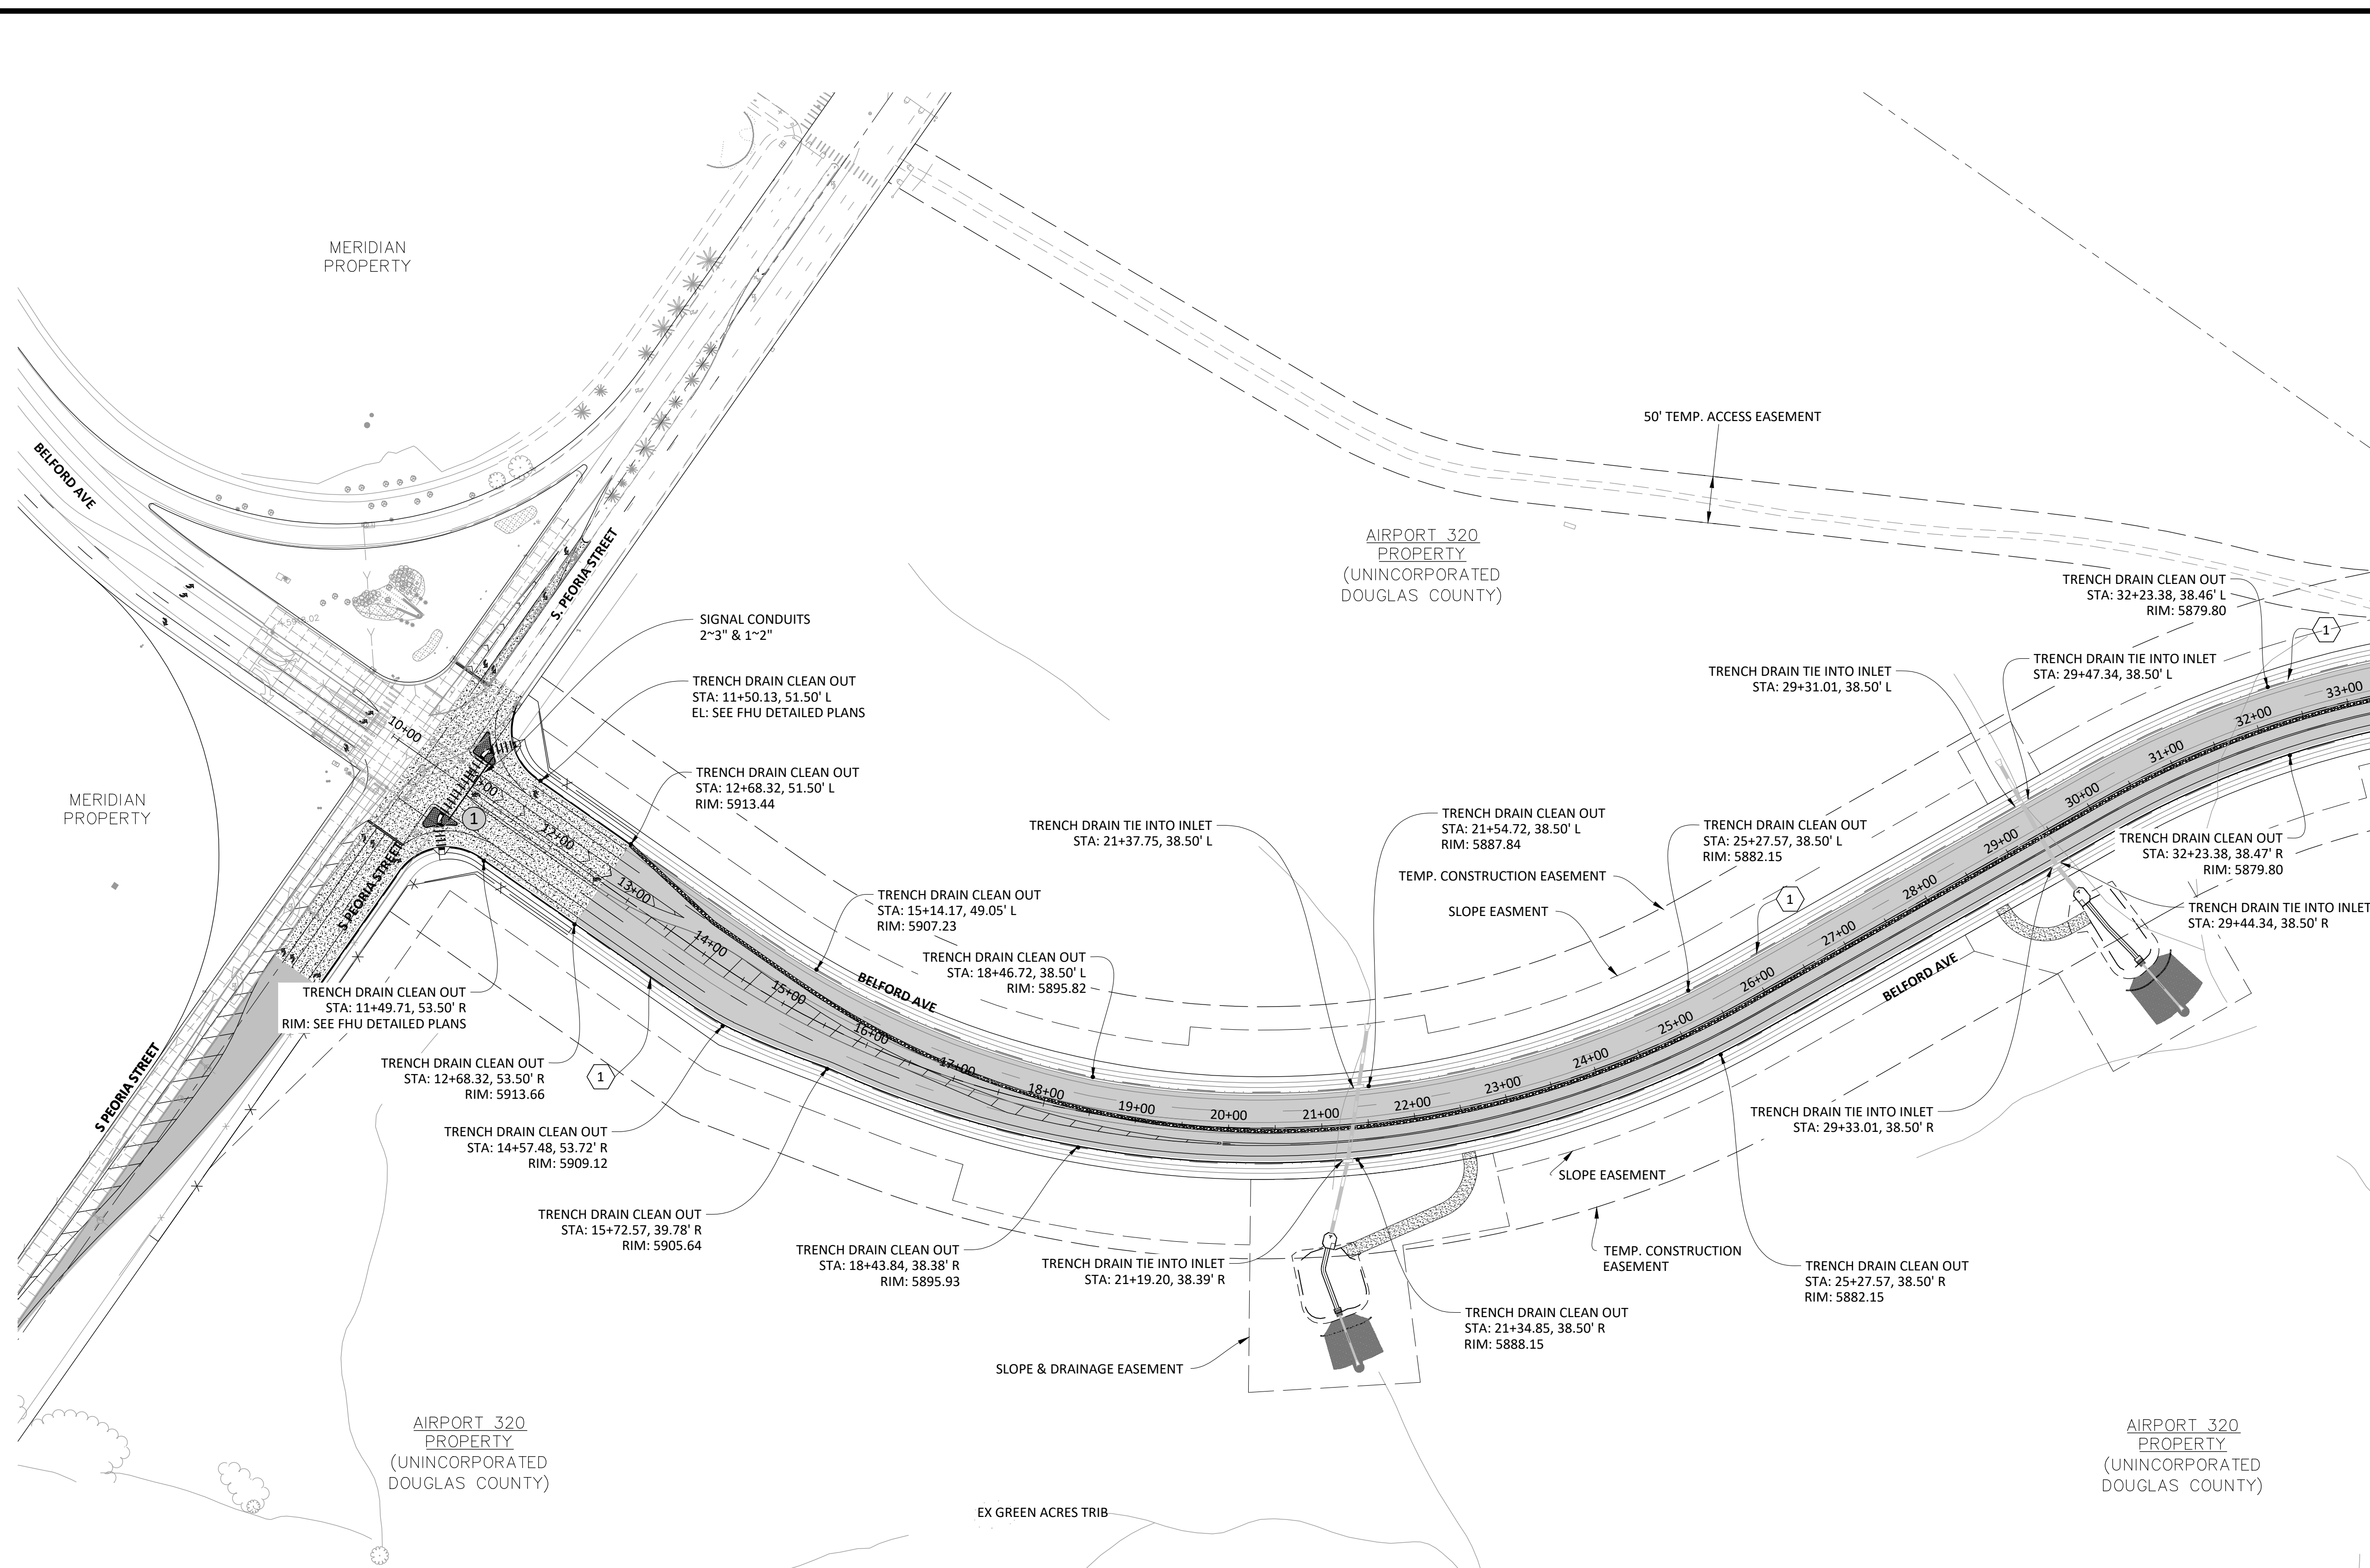 MERIDIAN
PROPERTY
BELFORD AVE
S. PEORIA STREET
50' TEMP. ACCESS EASEMENT
AIRPORT 320
PROPERTY
(UNINCORPORATED
DOUGLAS COUNTY)
SIGNAL CONDUITS
2~3" & 1~2"
TRENCH DRAIN CLEAN OUT
STA: 11+50.13, 51.50' L
EL: SEE FHU DETAILED PLANS
TRENCH DRAIN CLEAN OUT
STA: 12+68.32, 51.50' L
RIM: 5913.44
TRENCH DRAIN CLEAN OUT
STA: 32+23.38, 38.46' L
RIM: 5879.80
1
TRENCH DRAIN TIE INTO INLET
STA: 29+31.01, 38.50' L
TRENCH DRAIN TIE INTO INLET
STA: 29+47.34, 38.50' L
MERIDIAN
PROPERTY
TRENCH DRAIN TIE INTO INLET
STA: 21+37.75, 38.50' L
TRENCH DRAIN CLEAN OUT
STA: 21+54.72, 38.50' L
RIM: 5887.84
TRENCH DRAIN CLEAN OUT
STA: 25+27.57, 38.50' L
RIM: 5882.15
TEMP. CONSTRUCTION EASEMENT
SLOPE EASMENT
1
TRENCH DRAIN CLEAN OUT
STA: 32+23.38, 38.47' R
RIM: 5879.80
TRENCH DRAIN TIE INTO INLET
STA: 29+44.34, 38.50' R
TRENCH DRAIN CLEAN OUT
STA: 15+14.17, 49.05' L
RIM: 5907.23
TRENCH DRAIN CLEAN OUT
STA: 18+46.72, 38.50' L
RIM: 5895.82
BELFORD AVE
BELFORD AVE
10+00
1
12+00
13+00
14+00
15+00
16+00
17+00
18+00
19+00
20+00
21+00
22+00
23+00
24+00
25+00
26+00
27+00
28+00
29+00
30+00
31+00
32+00
33+00
S PEORIA STREET
TRENCH DRAIN CLEAN OUT
STA: 11+49.71, 53.50' R
RIM: SEE FHU DETAILED PLANS
S PEORIA STREET
TRENCH DRAIN CLEAN OUT
STA: 12+68.32, 53.50' R
RIM: 5913.66
1
TRENCH DRAIN CLEAN OUT
STA: 14+57.48, 53.72' R
RIM: 5909.12
TRENCH DRAIN CLEAN OUT
STA: 15+72.57, 39.78' R
RIM: 5905.64
TRENCH DRAIN CLEAN OUT
STA: 18+43.84, 38.38' R
RIM: 5895.93
TRENCH DRAIN TIE INTO INLET
STA: 21+19.20, 38.39' R
TRENCH DRAIN TIE INTO INLET
STA: 29+33.01, 38.50' R
SLOPE EASEMENT
TEMP. CONSTRUCTION
EASEMENT
TRENCH DRAIN CLEAN OUT
STA: 25+27.57, 38.50' R
RIM: 5882.15
TRENCH DRAIN CLEAN OUT
STA: 21+34.85, 38.50' R
RIM: 5888.15
SLOPE & DRAINAGE EASEMENT
AIRPORT 320
PROPERTY
(UNINCORPORATED
DOUGLAS COUNTY)
AIRPORT 320
PROPERTY
(UNINCORPORATED
DOUGLAS COUNTY)
EX GREEN ACRES TRIB